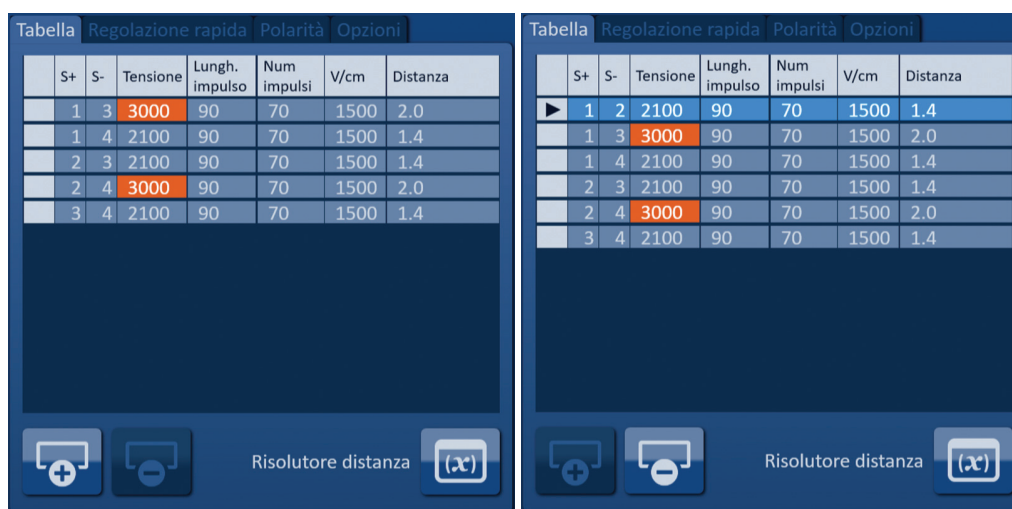 Tabella Regolazione rapida Polarità Opzioni
S+ S- Tensione Lungh. impulso Num impulsi V/cm Distanza
1 3 3000 90 70 1500 2.0
1 4 2100 90 70 1500 1.4
2 3 2100 90 70 1500 1.4
2 4 3000 90 70 1500 2.0
3 4 2100 90 70 1500 1.4
Risolutore distanza (x)
Tabella Regolazione rapida Polarità Opzioni
S+ S- Tensione Lungh. impulso Num impulsi V/cm Distanza
1 2 2100 90 70 1500 1.4
1 3 3000 90 70 1500 2.0
1 4 2100 90 70 1500 1.4
2 3 2100 90 70 1500 1.4
2 4 3000 90 70 1500 2.0
3 4 2100 90 70 1500 1.4
Risolutore distanza (x)